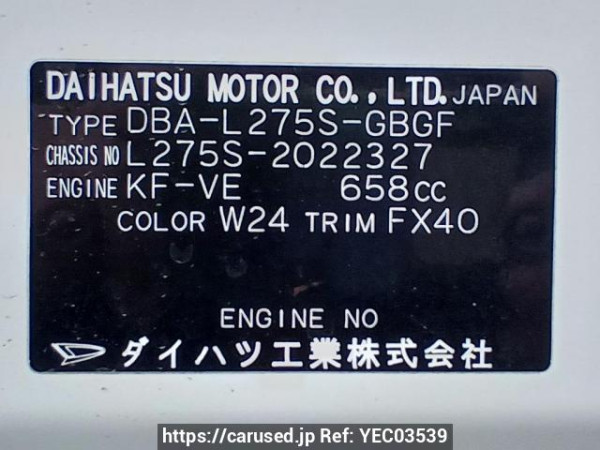 DAIHATSU MOTOR CO., LTD. JAPAN
TYPE DBA-L275S-GBGF
CHASSIS NO L275S-2022327
ENGINE KF-VE 658CC
COLOR W24 TRIM FX40
ENGINE NO
ダイハツ工業株式会社
https://carused.jp Ref: YEC03539